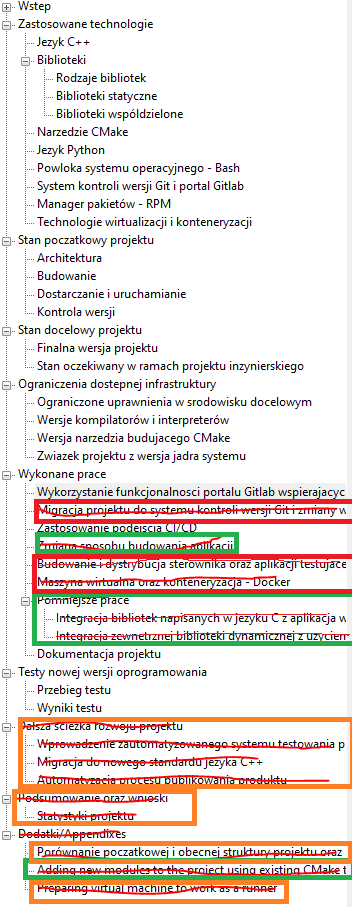 Wstep
Zastosowane technologie
Jezyk C++
Biblioteki
Rodzaje bibliotek
Biblioteki statyczne
Biblioteki wspóldzielone
Narzedzie CMake
Jezyk Python
Powloka systemu operacyjnego - Bash
System kontroli wersji Git i portal Gitlab
Manager pakietów - RPM
Technologie wirtualizacji i konteneryzacji
Stan poczatkowy projektu
Architektura
Budowanie
Dostarczanie i uruchamianie
Kontrola wersji
Stan docelowy projektu
Finalna wersja projektu
Stan oczekiwany w ramach projektu inzynierskiego
Ograniczenia dostepnej infrastruktury
Ograniczone uprawnienia w srodowisku docelowym
Wersje kompilatorów i interpreterów
Wersja narzedzia budujacego CMake
Zwiazek projektu z wersja jadra systemu
Wykonane prace
Wykorzystanie funkcjonalnosci portalu Gitlab wspierajacyc
Migracja projektu do systemu kontroli wersji Git i zmiany w
Zastosowanie podejscia CI/CD
Zmiana sposobu budowania aplikacji
Budowanie i dystrybucja sterownika oraz aplikacji testujace
Maszyna wirtualna oraz konteneryzacja - Docker
Pomniejsze prace
Integracja bibliotek napisanych w jezyku C z aplikacja w
Integracja zewnetrznej biblioteki dynamicznej z uzyciem
Dokumentacja projektu
Testy nowej wersji oprogramowania
Przebieg testu
Wyniki testu
Dalsza sciezka rozwoju projektu
Wprowadzenie zautomatyzowanego systemu testowania p
Migracja do nowego standardu jezyka C++
Automatyzacja procesu publikowania produktu
Podsumowanie oraz wnioski
Statystyki projektu
Dodatki/Appendixes
Porównanie poczatkowej i obecnej struktury projektu oraz
Adding new modules to the project using existing CMake t
Preparing virtual machine to work as a runner